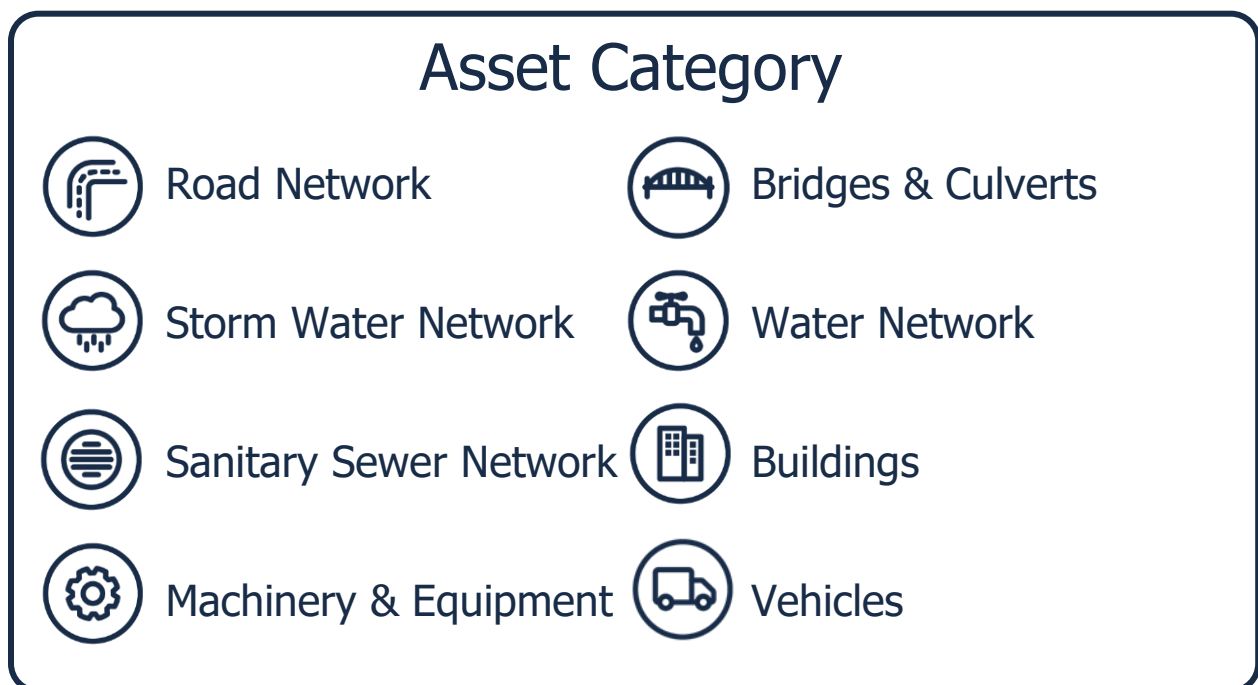 Asset Category
Road Network
Bridges & Culverts
Storm Water Network
Water Network
Sanitary Sewer Network
Buildings
Machinery & Equipment
Vehicles